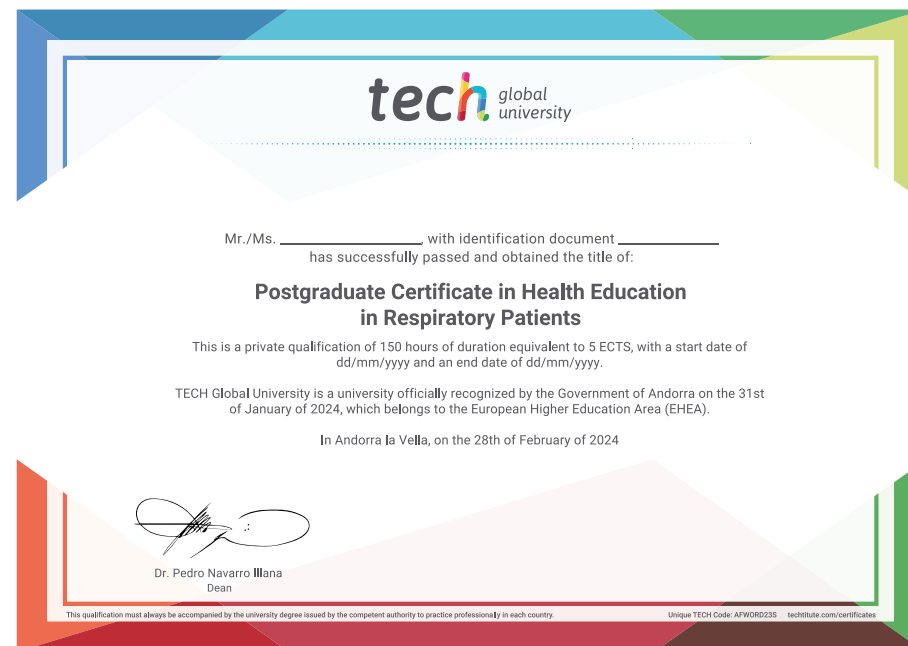 tech global
university
Mr./Ms. ____________, with identification document ____________
has successfully passed and obtained the title of:
Postgraduate Certificate in Health Education
in Respiratory Patients
This is a private qualification of 150 hours of duration equivalent to 5 ECTS, with a start date of
dd/mm/yyyy and an end date of dd/mm/yyyy.
TECH Global University is a university officially recognized by the Government of Andorra on the 31st
of January of 2024, which belongs to the European Higher Education Area (EHEA).
In Andorra la Vella, on the 28th of February of 2024
Dr. Pedro Navarro Illana
Dean
This qualification must always be accompanied by the university degree issued by the competent authority to practice professionally in each country.
Unique TECH Code: AFWORD23S techtitute.com/certificates